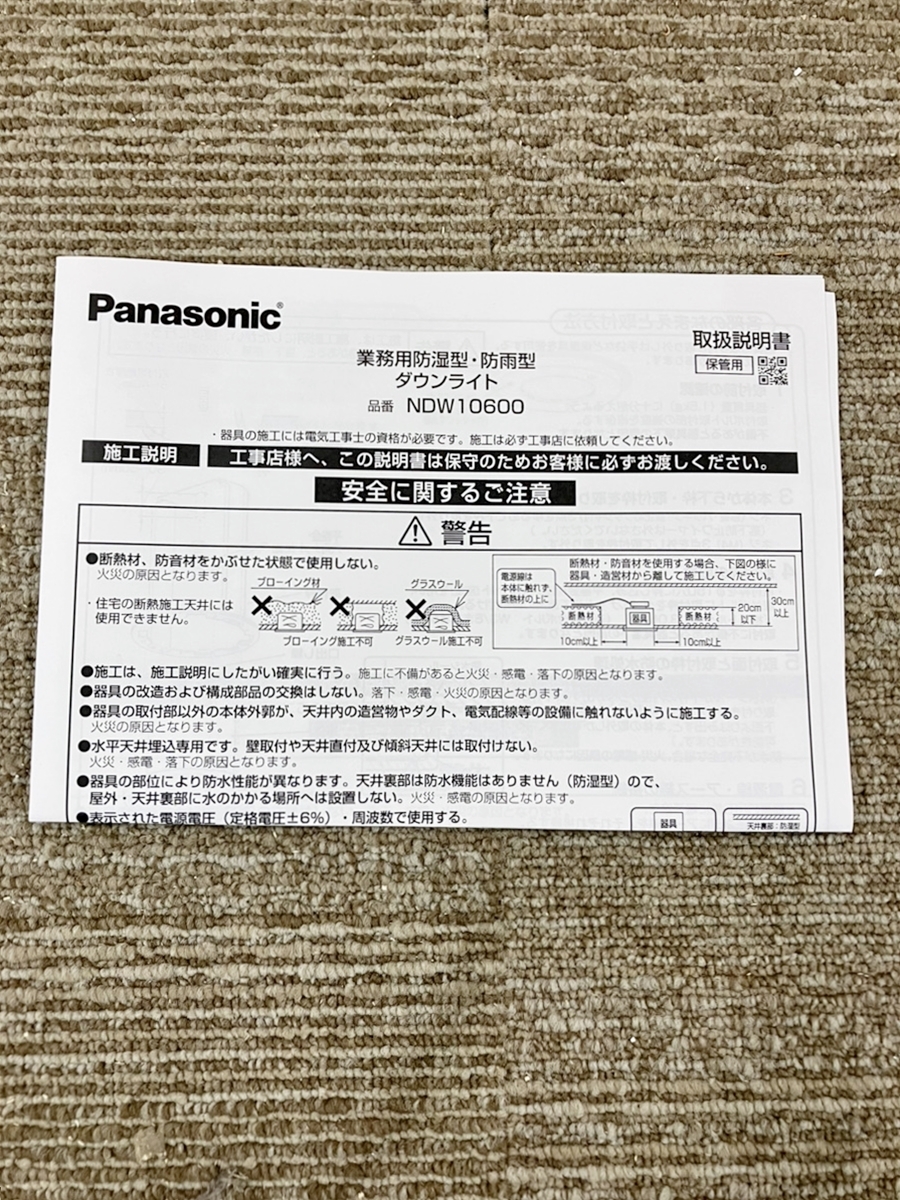 Panasonic®
取扱説明書
保管用
業務用防湿型・防雨型
ダウンライト
品番 NDW10600
・器具の施工には電気工事士の資格が必要です。施工は必ず工事店に依頼してください。
施工説明 工事店様へ、この説明書は保守のためお客様に必ずお渡しください。
安全に関するご注意
警告
●断熱材、防音材をかぶせた状態で使用しない。
火災の原因となります。
・住宅の断熱施工天井には
使用できません。
ブローイング材
グラスウール
ブローイング施工不可
グラスウール施工不可
断熱材・防音材を使用する場合、下図の様に
器具・造営材から離して施工してください。
電源線は
本体に触れず、
断熱材の上に
断熱材
器具
断熱材
20cm
以下
30cm
以上
10cm以上
10cm以上
●施工は、施工説明にしたがい確実に行う。施工に不備があると火災・感電・落下の原因となります。
●器具の改造および構成部品の交換はしない。落下・感電・火災の原因となります。
●器具の取付部以外の本体外郭が、天井内の造営物やダクト、電気配線等の設備に触れないように施工する。
火災の原因となります。
●水平天井埋込専用です。壁取付や天井直付及び傾斜天井には取付けない。
火災・感電・落下の原因となります。
●器具の部位により防水性能が異なります。天井裏部は防水機能はありません（防湿型）ので、
屋外・天井裏部に水のかかる場所へは設置しない。火災・感電の原因となります。
●表示された電源電圧（定格電圧±6%）・周波数で使用する。
器具
天井裏部：防湿型